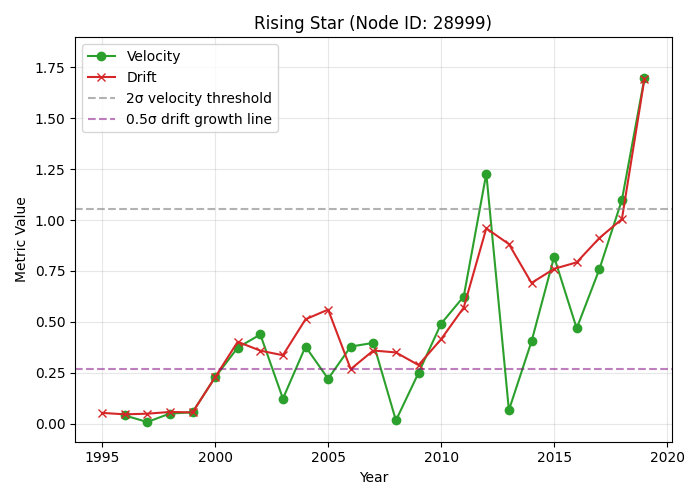 Rising Star (Node ID: 28999)
Velocity
Drift
2σ velocity threshold
0.5σ drift growth line
Metric Value
1.75
1.50
1.25
1.00
0.75
0.50
0.25
0.00
1995
2000
2005
2010
2015
2020
Year